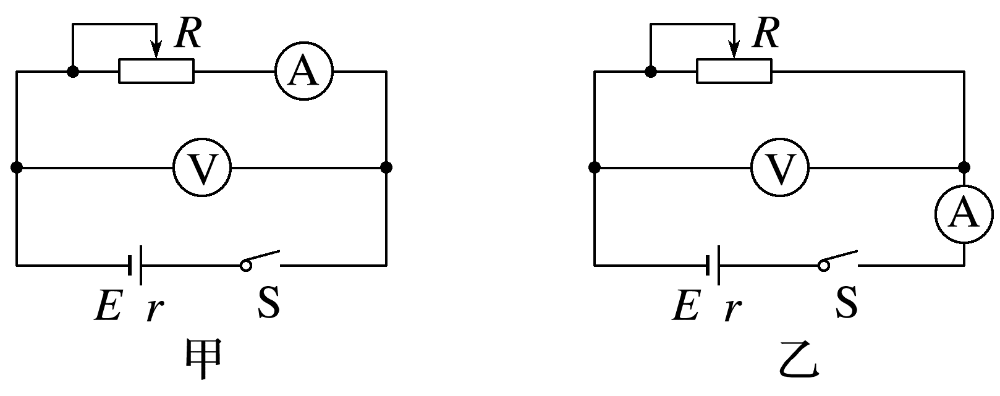 R R
A
V V
A
E r S E r S
甲 乙